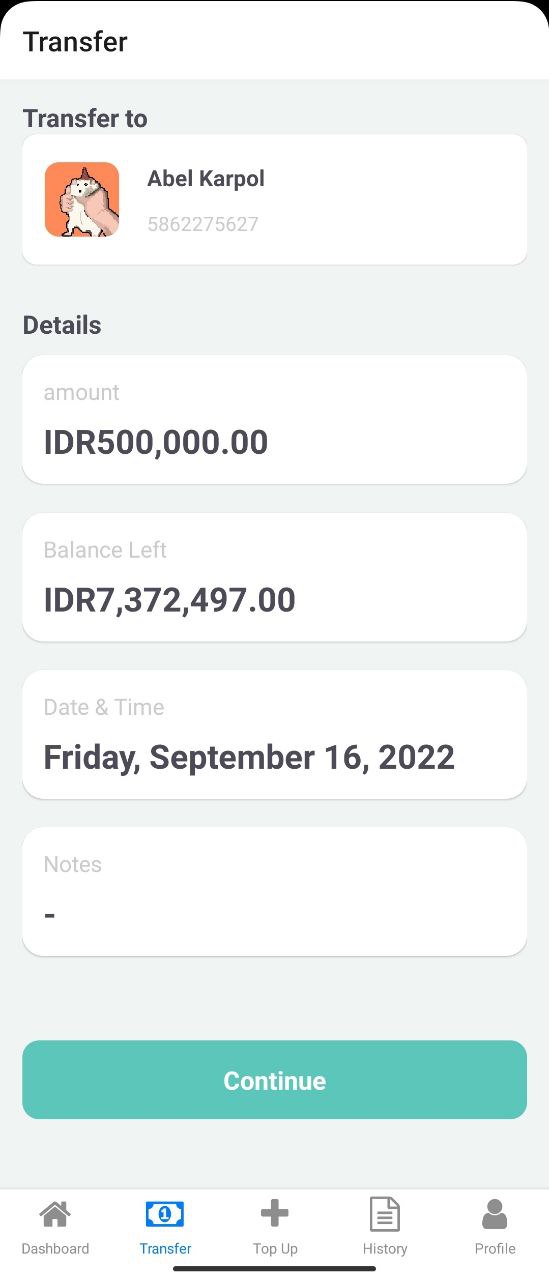 Transfer
Transfer to
Abel Karpol
5862275627
Details
amount
IDR500,000.00
Balance Left
IDR7,372,497.00
Date & Time
Friday, September 16, 2022
Notes
-
Continue
1
Dashboard
Transfer
Top Up
History
Profile